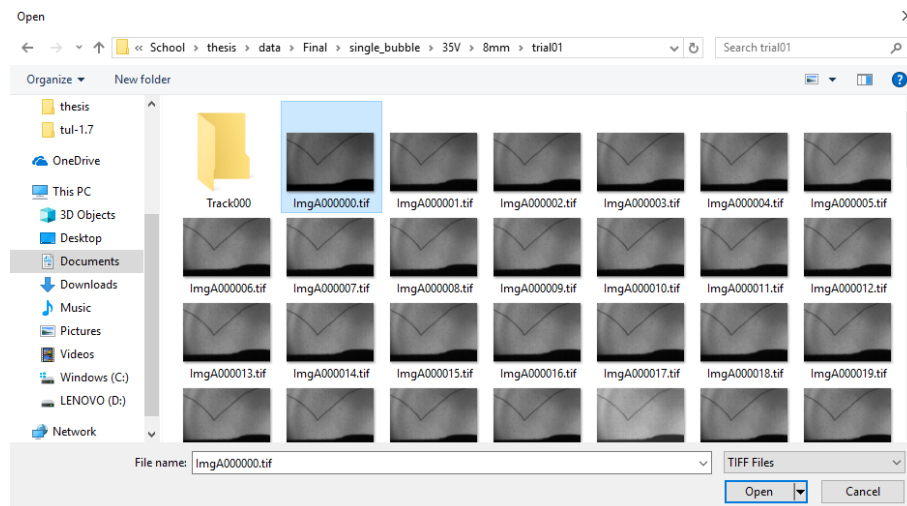 Open
« School › thesis › data › Final › single_bubble › 35V › 8mm › trial01
Search trial01
Organize
New folder
thesis
tul-1.7
OneDrive
This PC
3D Objects
Desktop
Documents
Downloads
Music
Pictures
Videos
Windows (C:)
LENOVO (D:)
Network
Track000
ImgA000000.tif
ImgA000001.tif
ImgA000002.tif
ImgA000003.tif
ImgA000004.tif
ImgA000005.tif
ImgA000006.tif
ImgA000007.tif
ImgA000008.tif
ImgA000009.tif
ImgA000010.tif
ImgA000011.tif
ImgA000012.tif
ImgA000013.tif
ImgA000014.tif
ImgA000015.tif
ImgA000016.tif
ImgA000017.tif
ImgA000018.tif
ImgA000019.tif
File name: ImgA000000.tif
TIFF Files
Open
Cancel